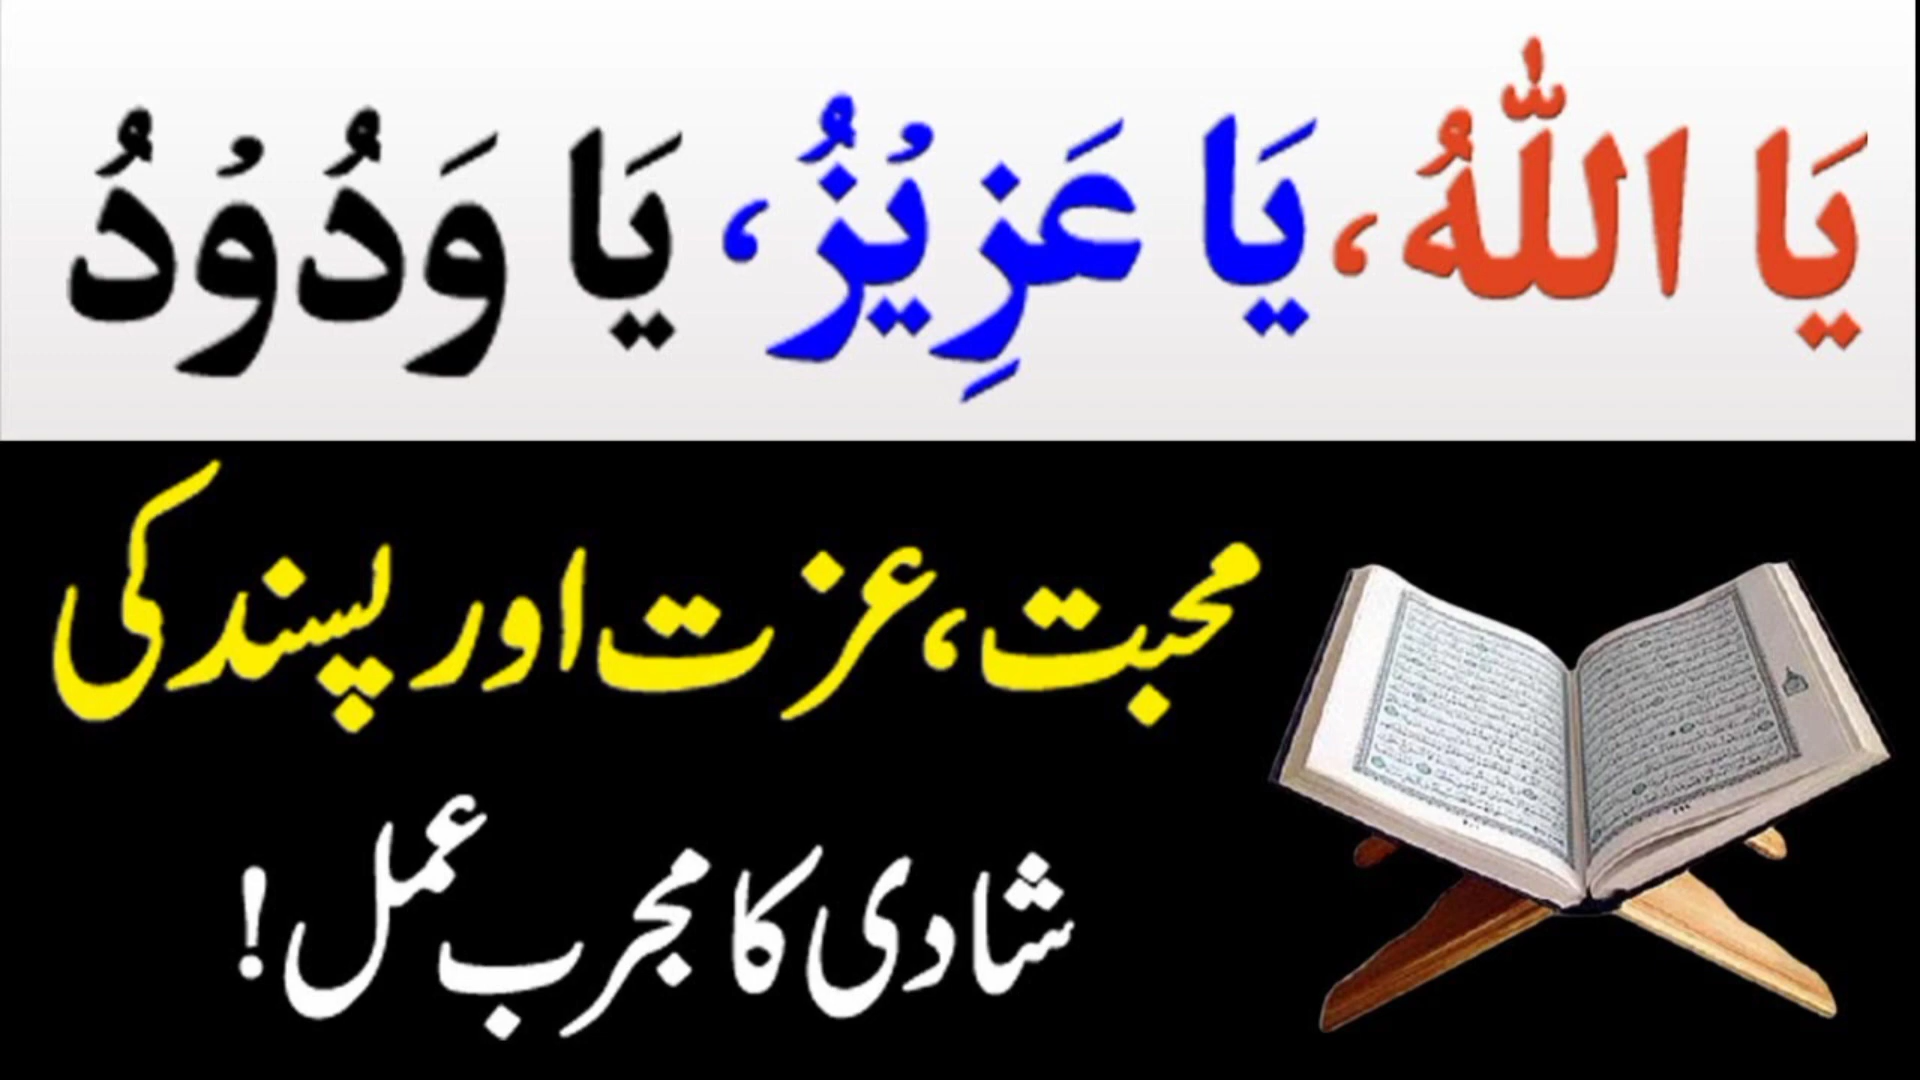 يَا اللّٰهُ، يَا عَزِيْزُ، يَا وَدُوْدُ
محبت، عزت اور پسند کی
شادی کا مجرب عمل!